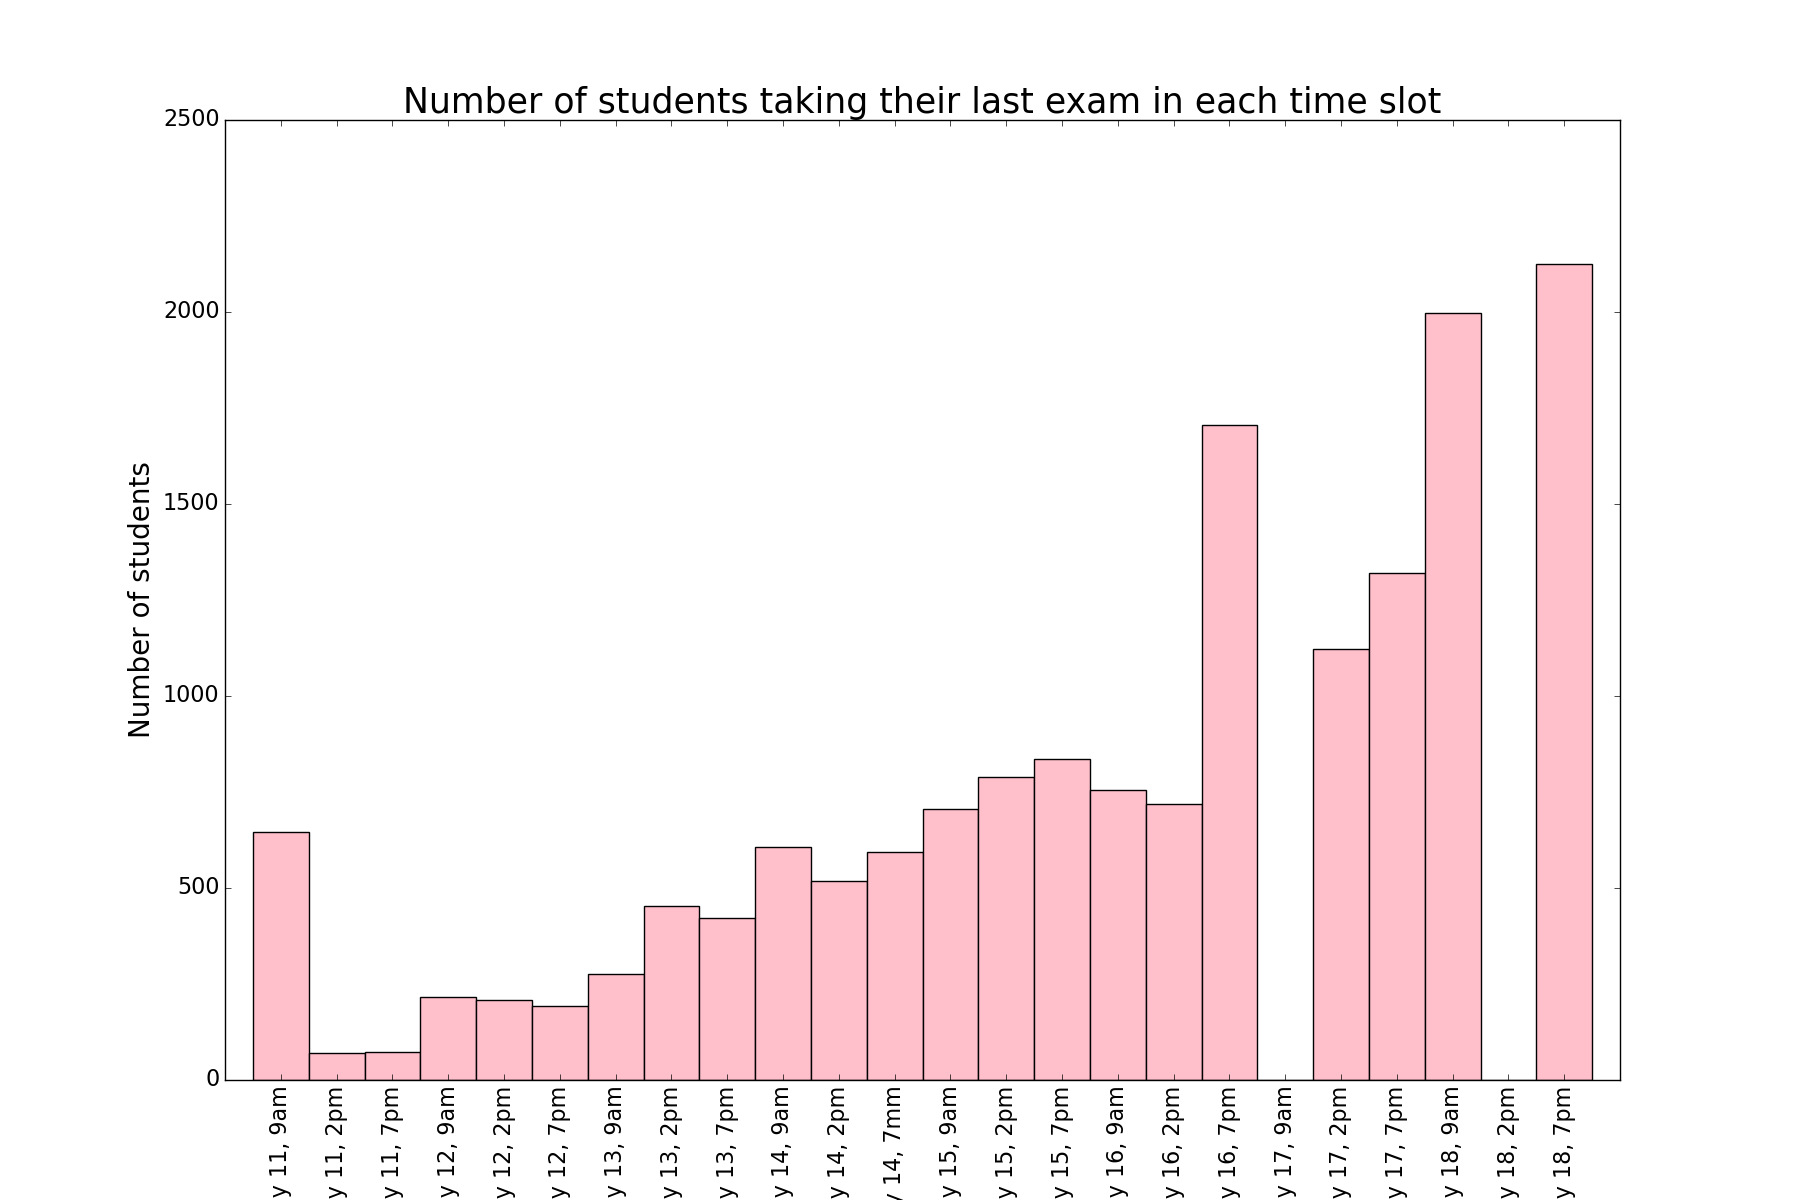 Number of students taking their last exam in each time slot
2500
2000
1500
1000
500
0
Number of students
y 11, 9am
y 11, 2pm
y 11, 7pm
y 12, 9am
y 12, 2pm
y 12, 7pm
y 13, 9am
y 13, 2pm
y 13, 7pm
y 14, 9am
y 14, 2pm
y 14, 7mm
y 15, 9am
y 15, 2pm
y 15, 7pm
y 16, 9am
y 16, 2pm
y 16, 7pm
y 17, 9am
y 17, 2pm
y 17, 7pm
y 18, 9am
y 18, 2pm
y 18, 7pm